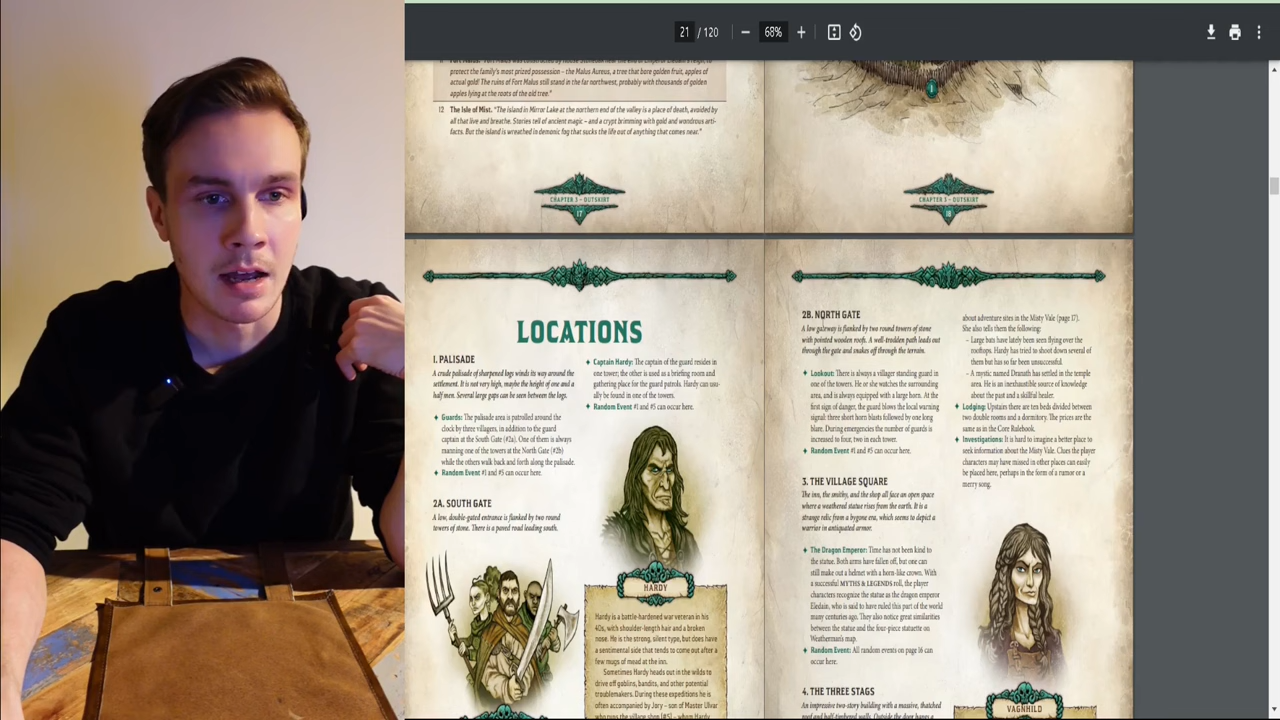 21 / 120
68%
protect the family's most prized possession – the Malus Aureus, a tree that bore golden fruit, apples of
actual gold! The ruins of Fort Malus still stand in the far northwest, probably with thousands of golden
apples lying at the roots of the old tree."
12 The Isle of Mist. "The island in Mirror Lake at the northern end of the valley is a place of death, avoided by
all that live and breathe. Stories tell of ancient magic – and a crypt brimming with gold and wondrous arti-
facts. But the island is wreathed in demonic fog that sucks the life out of anything that comes near."
CHAPTER 3 – OUTSKIRT
17
CHAPTER 3 – OUTSKIRT
18
LOCATIONS
1. PALISADE
A crude palisade of sharpened logs winds its way around the
settlement. It is not very high, maybe the height of one and a
half men. Several large gaps can be seen between the logs.
Guards: The palisade area is patrolled around the
clock by three villagers, in addition to the guard
captain at the South Gate (#2a). One of them is always
manning one of the towers at the North Gate (#2b)
while the others walk back and forth along the palisade.
Random Event #1 and #5 can occur here.
2A. SOUTH GATE
A low, double-gated entrance is flanked by two round
towers of stone. There is a paved road leading south.
Captain Hardy: The captain of the guard resides in
one tower; the other is used as a briefing room and
gathering place for the guard patrols. Hardy can usu-
ally be found in one of the towers.
Random Event #1 and #5 can occur here.
HARDY
Hardy is a battle-hardened war veteran in his
40s, with shoulder-length hair and a broken
nose. He is the strong, silent type, but does have
a sentimental side that tends to come out after a
few mugs of mead at the inn.
Sometimes Hardy heads out in the wilds to
drive off goblins, bandits, and other potential
troublemakers. During these expeditions he is
often accompanied by Jory – son of Master Ulvar
who runs the village shop (#5) – when Hardy
2B. NORTH GATE
A low gateway is flanked by two round towers of stone
with pointed wooden roofs. A well-trodden path leads out
through the gate and snakes off through the terrain.
Lookout: There is always a villager standing guard in
one of the towers. He or she watches the surrounding
area, and is always equipped with a large horn. At the
first sign of danger, the guard blows the local warning
signal: three short horn blasts followed by one long
blare. During emergencies the number of guards is
increased to four, two in each tower.
Random Event #1 and #5 can occur here.
3. THE VILLAGE SQUARE
The inn, the smithy, and the shop all face an open space
where a weathered statue rises from the earth. It is a
strange relic from a bygone era, which seems to depict a
warrior in antiquated armor.
The Dragon Emperor: Time has not been kind to
the statue. Both arms have fallen off, but one can
still make out a helmet with a horn-like crown. With
a successful MYTHS & LEGENDS roll, the player
characters recognize the statue as the dragon emperor
Eledain, who is said to have ruled this part of the world
many centuries ago. They also notice great similarities
between the statue and the four-piece statuette on
Weatherman's map.
Random Event: All random events on page 16 can
occur here.
4. THE THREE STAGS
An impressive two-story building with a massive, thatched
roof and half-timbered walls. Outside the door hangs a
about adventure sites in the Misty Vale (page 17).
She also tells them the following:
– Large bats have lately been seen flying over the
rooftops. Hardy has tried to shoot down several of
them but has so far been unsuccessful.
– A mystic named Dranath has settled in the temple
area. He is an inexhaustible source of knowledge
about the past and a skillful healer.
Lodging: Upstairs there are ten beds divided between
two double rooms and a dormitory. The prices are the
same as in the Core Rulebook.
Investigations: It is hard to imagine a better place to
seek information about the Misty Vale. Clues the player
characters may have missed in other places can easily
be placed here, perhaps in the form of a rumor or a
merry song.
VAGNHILD